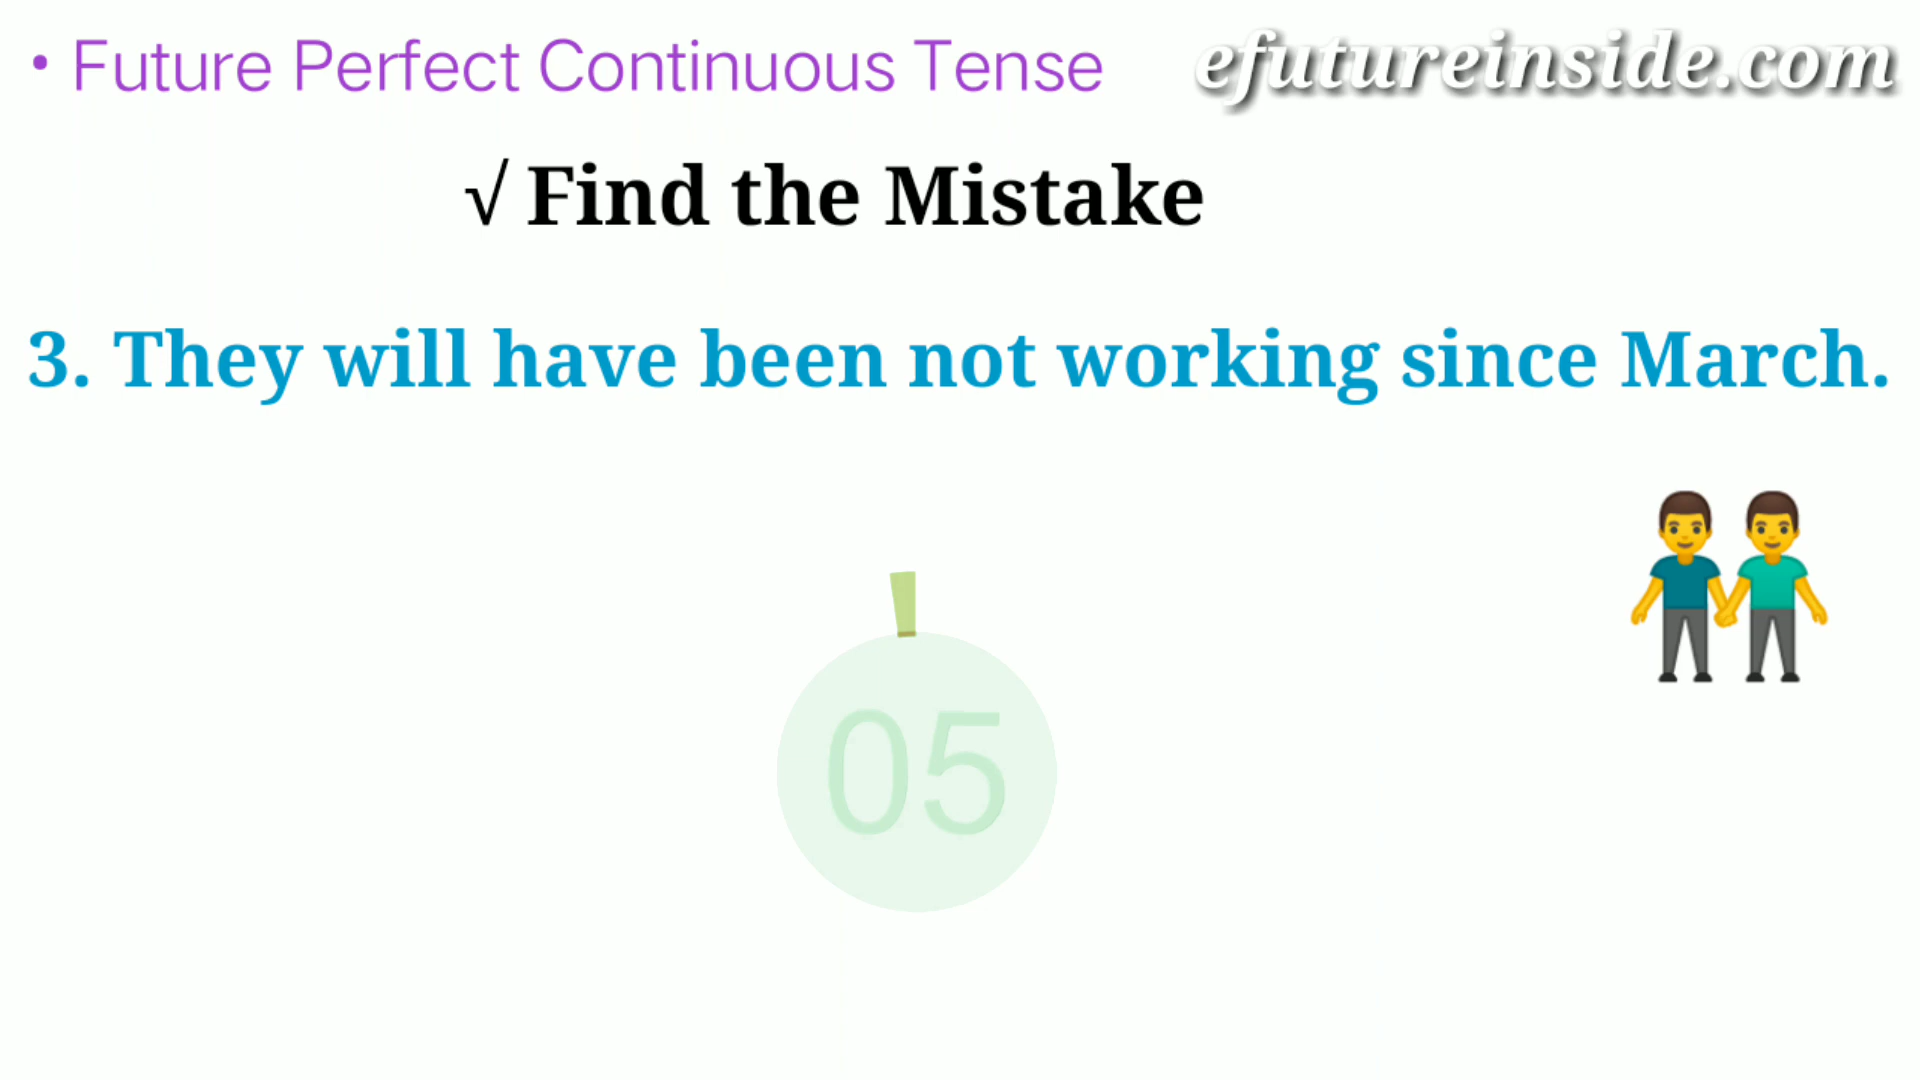 • Future Perfect Continuous Tense efutureinside.com
√ Find the Mistake
3. They will have been not working since March.
05